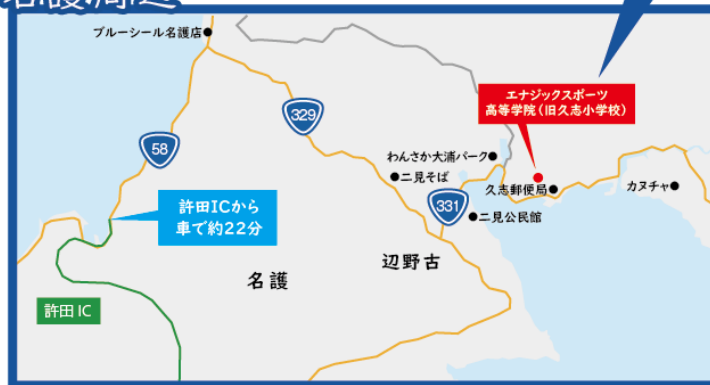 名護周辺
ブルーシール名護店
エナジックスポーツ
高等学院(旧久志小学校)
329
58
わんさか大浦パーク
二見そば
久志郵便局
カヌチャ
許田ICから
車で約22分
331
二見公民館
辺野古
名護
許田 IC